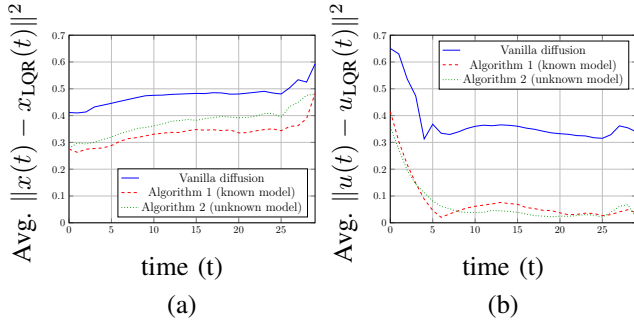 Avg. ‖x(t) − x_LQR(t)‖²
0.7
0.6
0.5
0.4
0.3
0.2
0.1
0
0 5 10 15 20 25
Vanilla diffusion
Algorithm 1 (known model)
Algorithm 2 (unknown model)
time (t)
(a)
Avg. ‖u(t) − u_LQR(t)‖²
0.7
0.6
0.5
0.4
0.3
0.2
0.1
0
0 5 10 15 20 25
Vanilla diffusion
Algorithm 1 (known model)
Algorithm 2 (unknown model)
time (t)
(b)